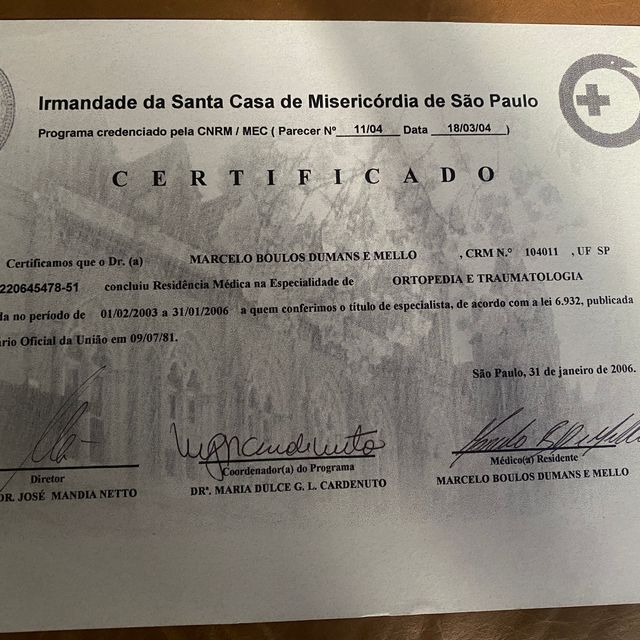 Irmandade da Santa Casa de Misericórdia de São Paulo
Programa credenciado pela CNRM / MEC ( Parecer Nº 11/04 Data 18/03/04 )
CERTIFICADO
Certificamos que o Dr. (a) MARCELO BOULOS DUMANS E MELLO , CRM N.º 104011 , UF SP
220645478-51 concluiu Residência Médica na Especialidade de ORTOPEDIA E TRAUMATOLOGIA
no período de 01/02/2003 a 31/01/2006 a quem conferimos o título de especialista, de acordo com a lei 6.932, publicada
Oficial da União em 09/07/81.
São Paulo, 31 de janeiro de 2006.
Diretor
DR. JOSÉ MANDIA NETTO
Coordenador(a) do Programa
DRª. MARIA DULCE G. L. CARDENUTO
Médico(a) Residente
MARCELO BOULOS DUMANS E MELLO